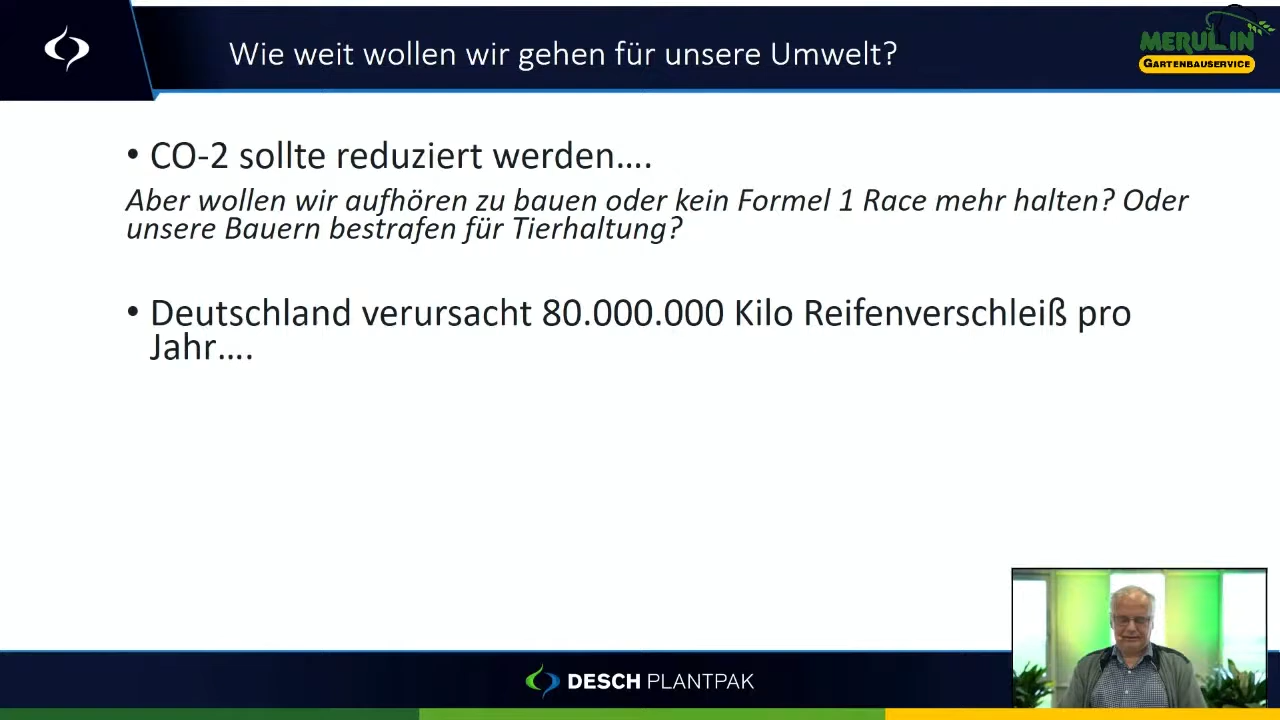 Wie weit wollen wir gehen für unsere Umwelt?
MERULIN
GARTENBAUSERVICE
• CO-2 sollte reduziert werden....
Aber wollen wir aufhören zu bauen oder kein Formel 1 Race mehr halten? Oder
unsere Bauern bestrafen für Tierhaltung?
• Deutschland verursacht 80.000.000 Kilo Reifenverschleiß pro
Jahr....
DESCH PLANTPAK